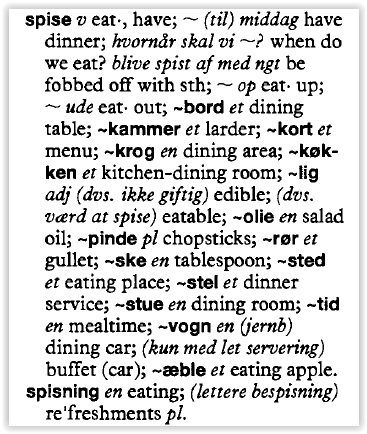 spise v eat·, have; ~ (til) middag have
dinner; hvornår skal vi ~? when do
we eat? blive spist af med ngt be
fobbed off with sth; ~ op eat· up;
~ ude eat· out; ~bord et dining
table; ~kammer et larder; ~kort et
menu; ~krog en dining area; ~køk-
ken et kitchen-dining room; ~lig
adj (dvs. ikke giftig) edible; (dvs.
værd at spise) eatable; ~olie en salad
oil; ~pinde pl chopsticks; ~rør et
gullet; ~ske en tablespoon; ~sted
et eating place; ~stel et dinner
service; ~stue en dining room; ~tid
en mealtime; ~vogn en (jernb)
dining car; (kun med let servering)
buffet (car); ~æble et eating apple.
spisning en eating; (lettere bespisning)
re'freshments pl.